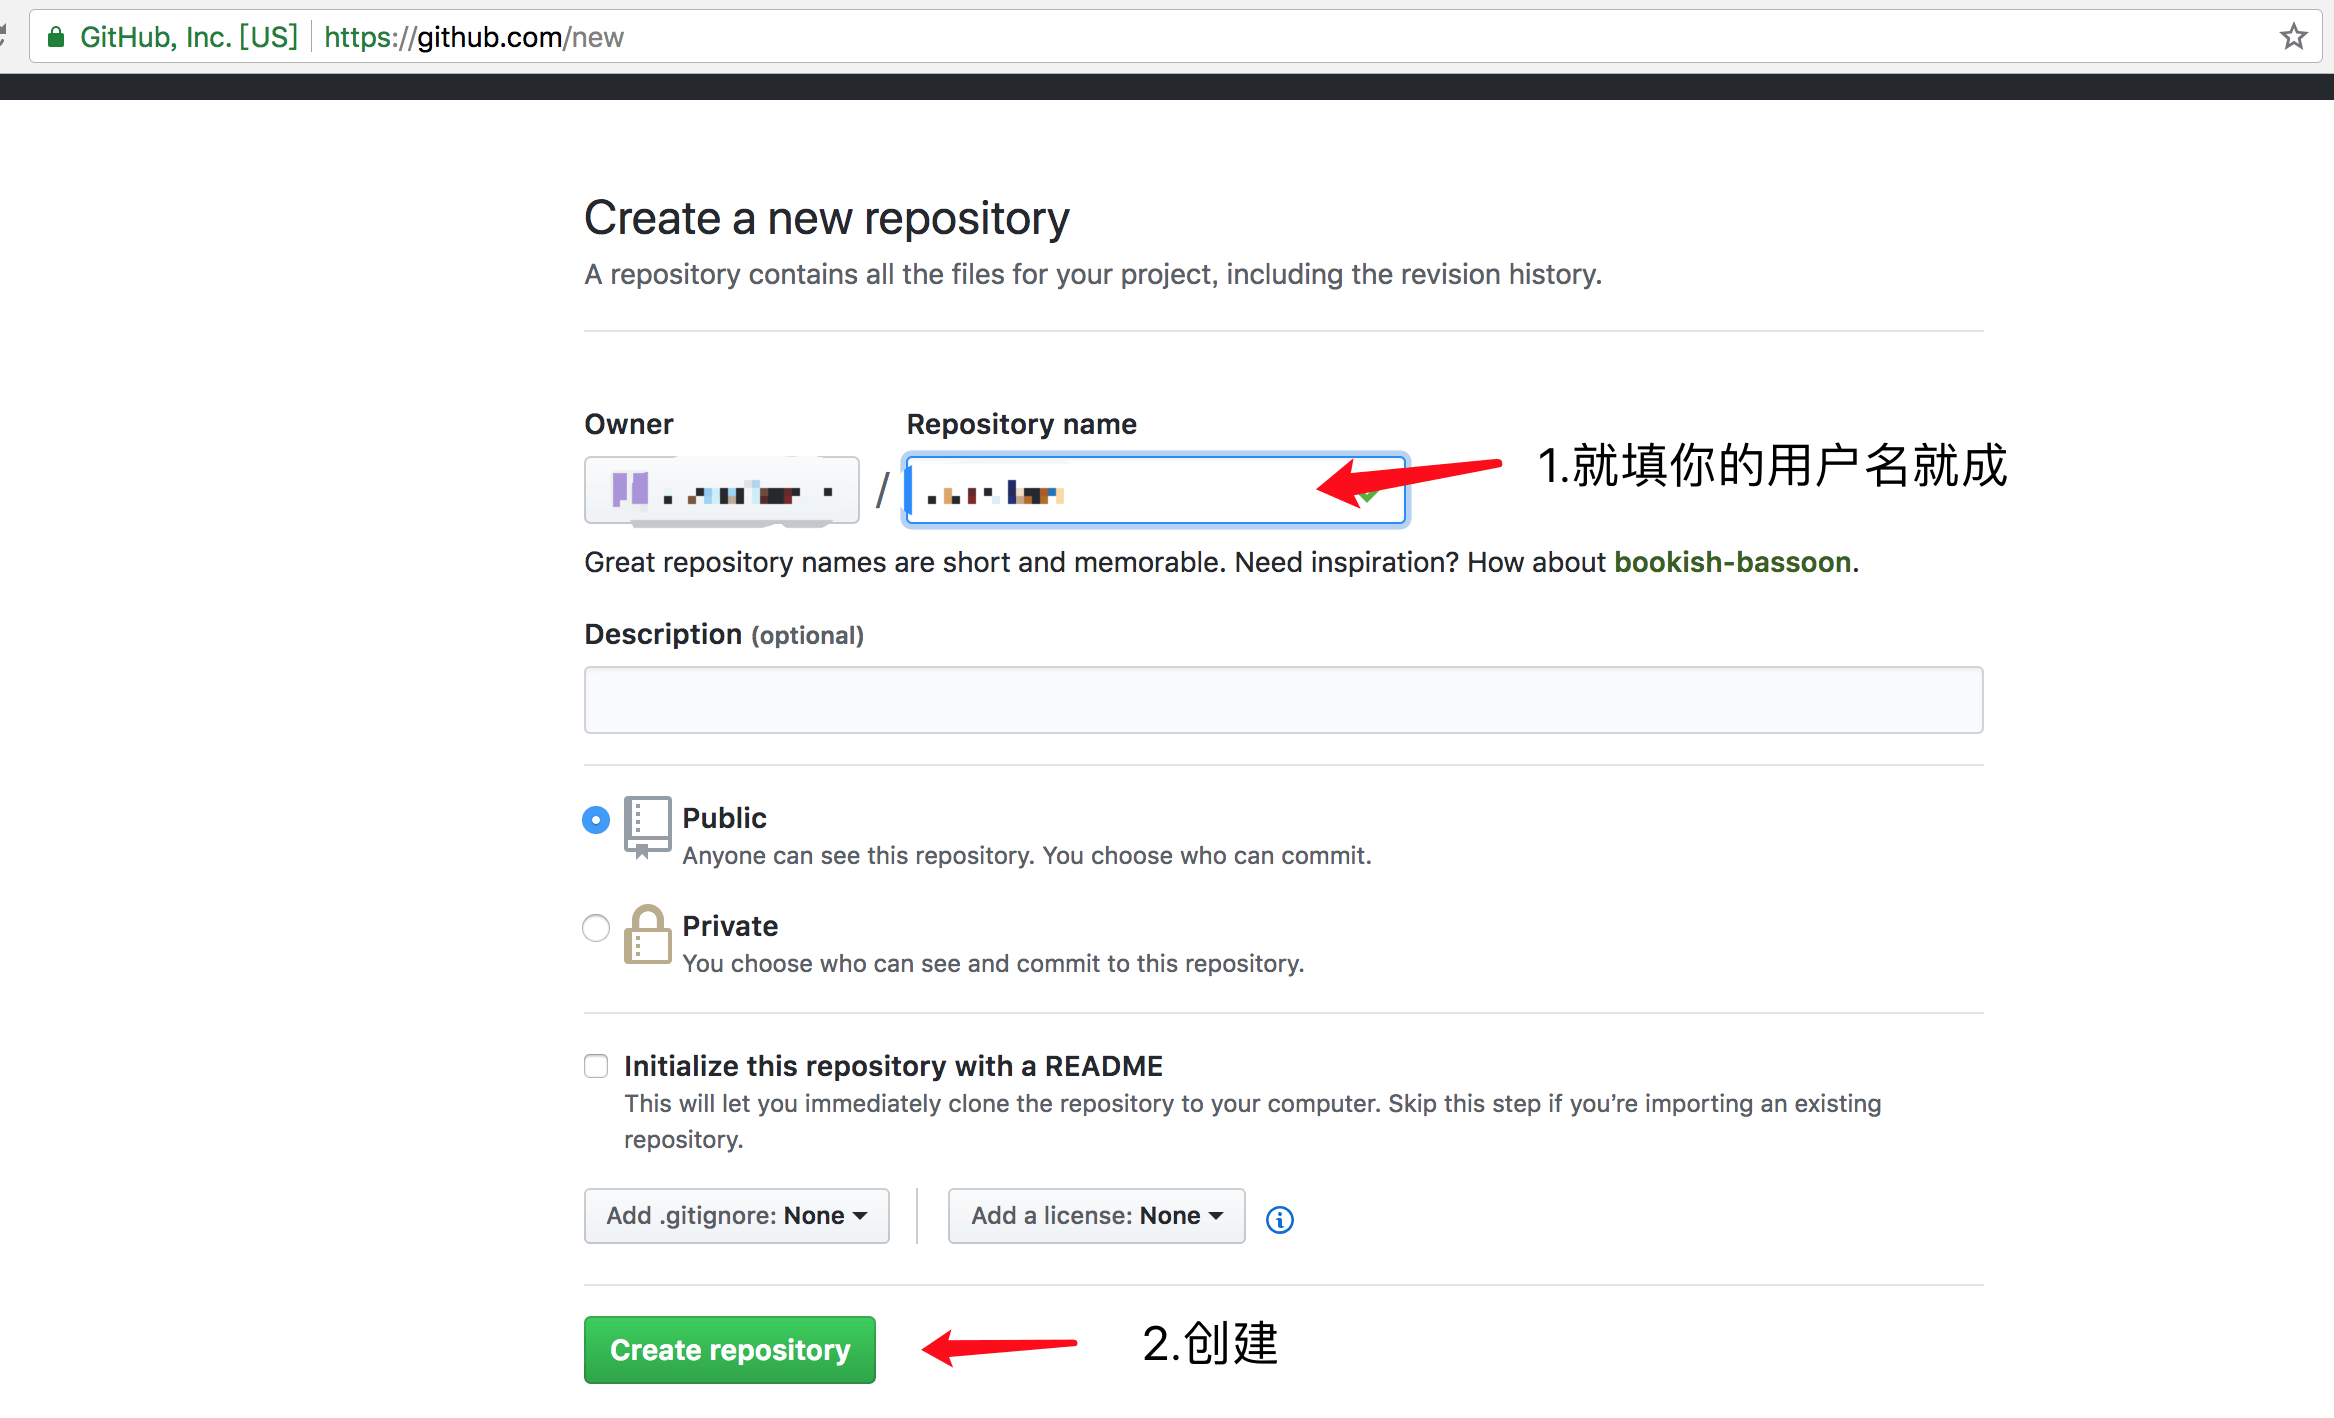 GitHub, Inc. [US] https://github.com/new
Create a new repository
A repository contains all the files for your project, including the revision history.
Owner
Repository name
/
1.就填你的用户名就成
Great repository names are short and memorable. Need inspiration? How about bookish-bassoon.
Description (optional)
Public
Anyone can see this repository. You choose who can commit.
Private
You choose who can see and commit to this repository.
Initialize this repository with a README
This will let you immediately clone the repository to your computer. Skip this step if you’re importing an existing
repository.
Add .gitignore: None
Add a license: None
Create repository
2.创建